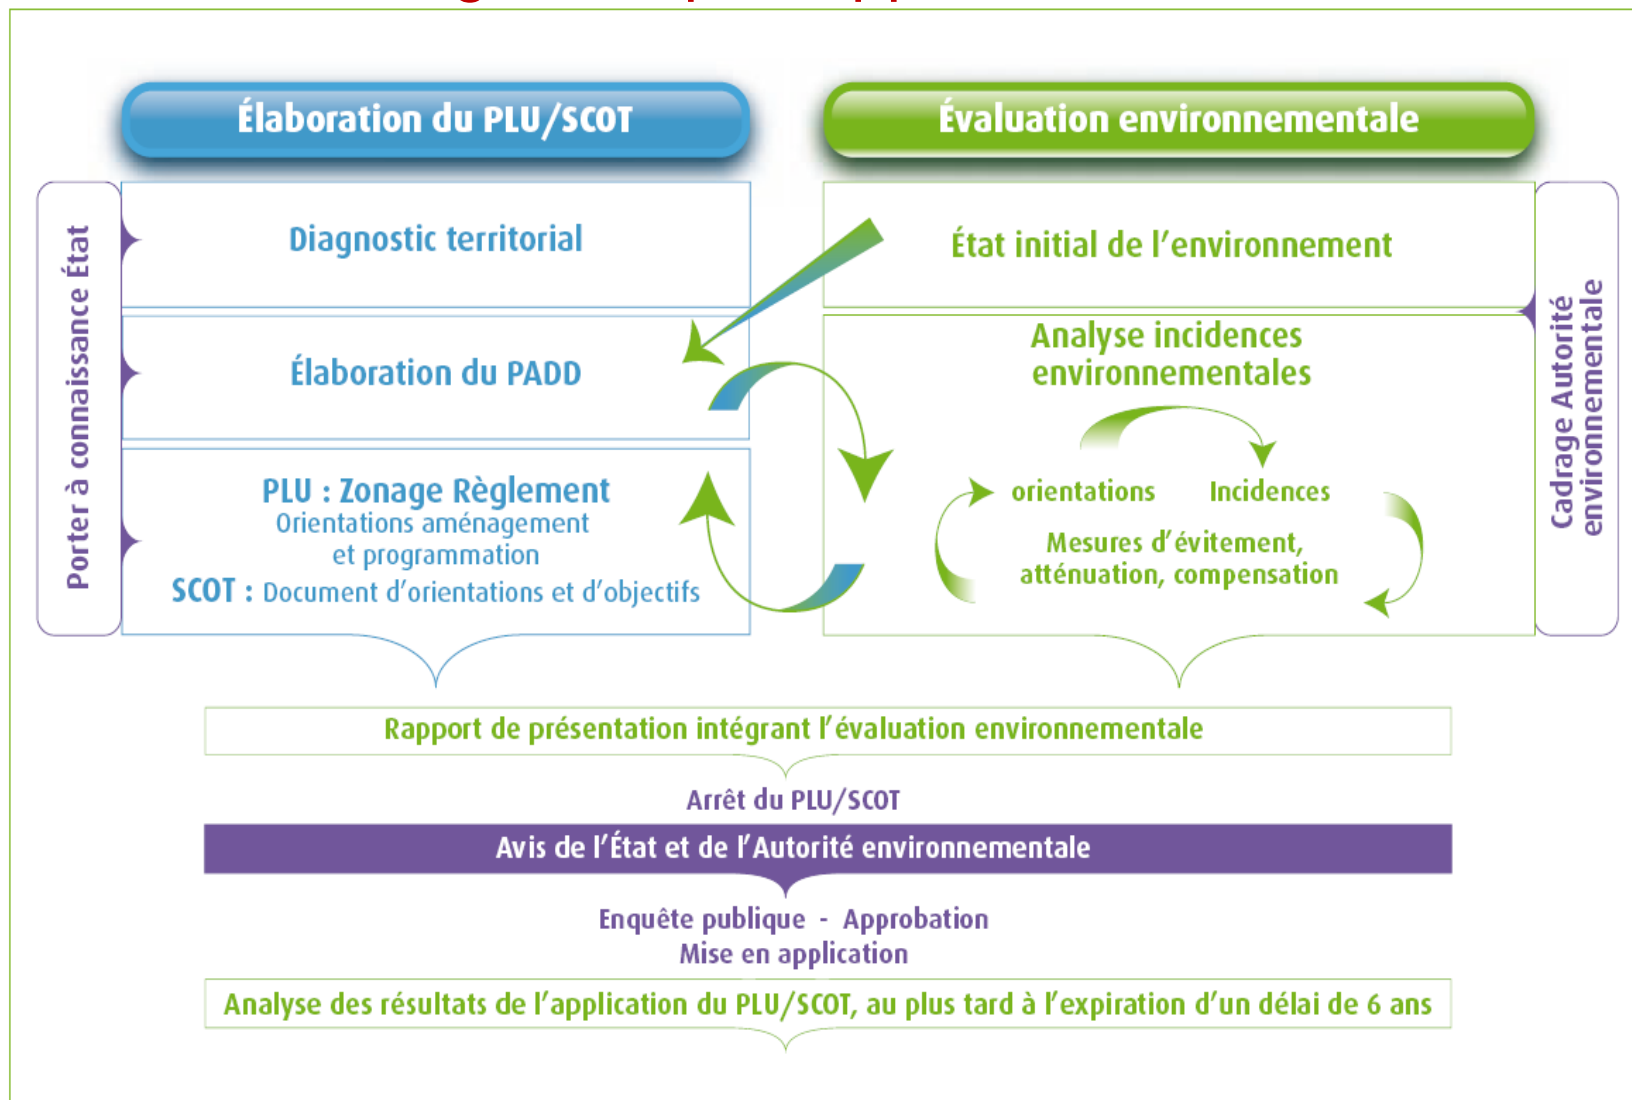 Élaboration du PLU/SCOT
Évaluation environnementale
Porter à connaissance État
Diagnostic territorial
État initial de l'environnement
Élaboration du PADD
Analyse incidences
environnementales
Cadrage Autorité
environnementale
PLU : Zonage Règlement
Orientations aménagement
et programmation
SCOT : Document d'orientations et d'objectifs
orientations
Incidences
Mesures d'évitement,
atténuation, compensation
Rapport de présentation intégrant l'évaluation environnementale
Arrêt du PLU/SCOT
Avis de l'État et de l'Autorité environnementale
Enquête publique - Approbation
Mise en application
Analyse des résultats de l'application du PLU/SCOT, au plus tard à l'expiration d'un délai de 6 ans